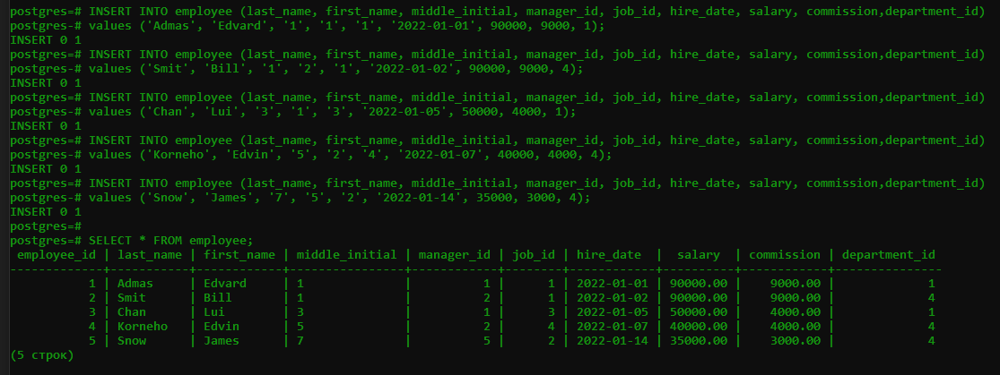 postgres=# INSERT INTO employee (last_name, first_name, middle_initial, manager_id, job_id, hire_date, salary, commission,department_id)
postgres-# values ('Admas', 'Edvard', '1', '1', '1', '2022-01-01', 90000, 9000, 1);
INSERT 0 1
postgres=# INSERT INTO employee (last_name, first_name, middle_initial, manager_id, job_id, hire_date, salary, commission,department_id)
postgres-# values ('Smit', 'Bill', '1', '2', '1', '2022-01-02', 90000, 9000, 4);
INSERT 0 1
postgres=# INSERT INTO employee (last_name, first_name, middle_initial, manager_id, job_id, hire_date, salary, commission,department_id)
postgres-# values ('Chan', 'Lui', '3', '1', '3', '2022-01-05', 50000, 4000, 1);
INSERT 0 1
postgres=# INSERT INTO employee (last_name, first_name, middle_initial, manager_id, job_id, hire_date, salary, commission,department_id)
postgres-# values ('Korneho', 'Edvin', '5', '2', '4', '2022-01-07', 40000, 4000, 4);
INSERT 0 1
postgres=# INSERT INTO employee (last_name, first_name, middle_initial, manager_id, job_id, hire_date, salary, commission,department_id)
postgres-# values ('Snow', 'James', '7', '5', '2', '2022-01-14', 35000, 3000, 4);
INSERT 0 1
postgres=#
postgres=# SELECT * FROM employee;
 employee_id | last_name | first_name | middle_initial | manager_id | job_id | hire_date  |  salary  | commission | department_id
-------------+-----------+------------+----------------+------------+--------+------------+----------+------------+---------------
           1 | Admas     | Edvard     | 1              |          1 |      1 | 2022-01-01 | 90000.00 |    9000.00 |             1
           2 | Smit      | Bill       | 1              |          2 |      1 | 2022-01-02 | 90000.00 |    9000.00 |             4
           3 | Chan      | Lui        | 3              |          1 |      3 | 2022-01-05 | 50000.00 |    4000.00 |             1
           4 | Korneho   | Edvin      | 5              |          2 |      4 | 2022-01-07 | 40000.00 |    4000.00 |             4
           5 | Snow      | James      | 7              |          5 |      2 | 2022-01-14 | 35000.00 |    3000.00 |             4
(5 строк)